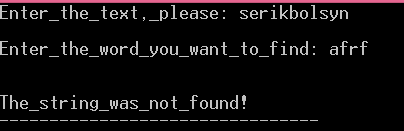 Enter_the_text,_please: serikbolsyn
Enter_the_word_you_want_to_find: afrf
The_string_was_not_found!
--------------------------------